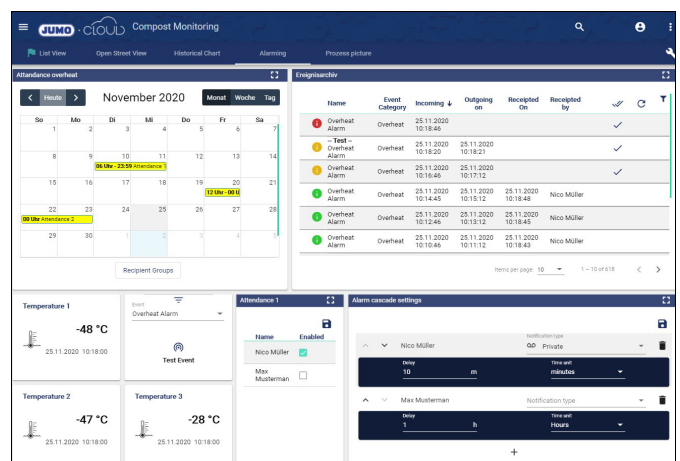 JUMO CLOUD Compost Monitoring
List View Open Street View Historical Chart Alarming Prozess picture
Attandance overheat
Heute November 2020 Monat Woche Tag
So Mo Di Mi Do Fr Sa
1 2 3 4 5 6 7
8 9 10 11 12 13 14
06 Uhr - 23:59 Attendance 1
15 16 17 18 19 20 21
12 Uhr - 00 U
22 23 24 25 26 27 28
00 Uhr Attendance 2
29 30 1 2 3 4 5
Recipient Groups
Ereignisarchiv
Name Event Category Incoming ↓ Outgoing on Receipted On Receipted by
Overheat Alarm Overheat 25.11.2020 10:18:46
-- Test -- Overheat Alarm Overheat 25.11.2020 10:18:20 25.11.2020 10:18:21
Overheat Alarm Overheat 25.11.2020 10:16:46 25.11.2020 10:17:12
Overheat Alarm Overheat 25.11.2020 10:14:45 25.11.2020 10:15:12 25.11.2020 10:18:48 Nico Müller
Overheat Alarm Overheat 25.11.2020 10:12:46 25.11.2020 10:13:12 25.11.2020 10:18:45 Nico Müller
Overheat Alarm Overheat 25.11.2020 10:10:46 25.11.2020 10:11:12 25.11.2020 10:18:43 Nico Müller
Items per page: 10 1 – 10 of 618
Temperature 1
-48 °C
25.11.2020 10:18:00
Event
Overheat Alarm
Test Event
Temperature 2
-47 °C
25.11.2020 10:18:00
Temperature 3
-28 °C
25.11.2020 10:18:00
Attendance 1
Name Enabled
Nico Müller
Max Musterman
Alarm cascade settings
Nico Müller
Notification type
Private
Delay Time unit
10 m minutes
Max Musterman Notification type
Delay Time unit
1 h Hours
+